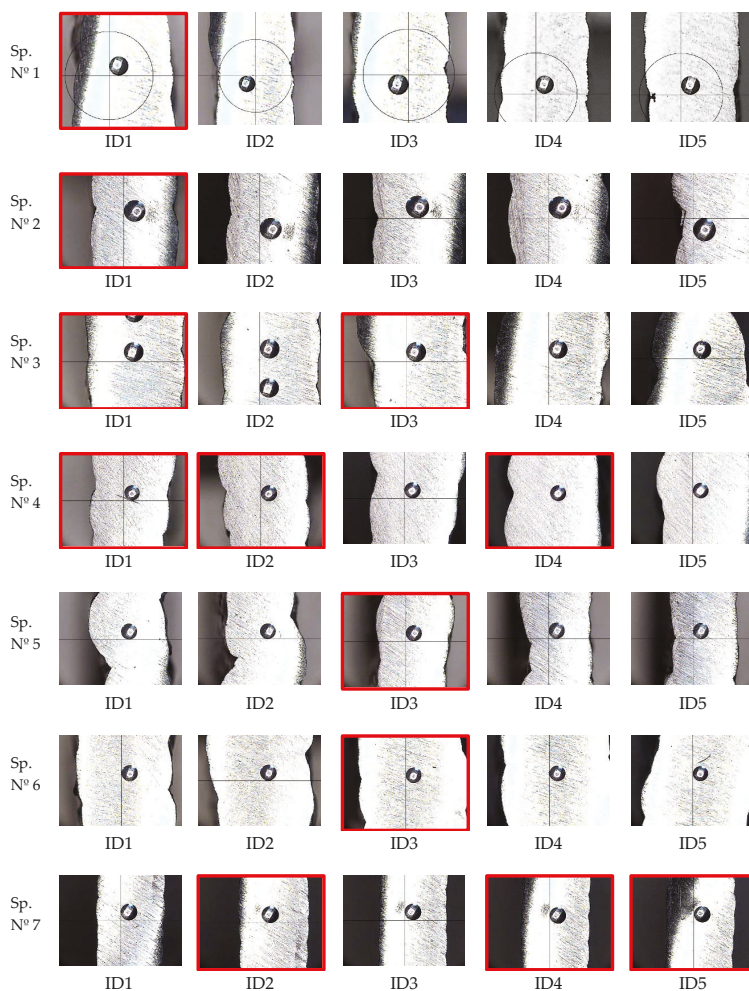 Sp.
Nº 1
ID1 ID2 ID3 ID4 ID5
Sp.
Nº 2
ID1 ID2 ID3 ID4 ID5
Sp.
Nº 3
ID1 ID2 ID3 ID4 ID5
Sp.
Nº 4
ID1 ID2 ID3 ID4 ID5
Sp.
Nº 5
ID1 ID2 ID3 ID4 ID5
Sp.
Nº 6
ID1 ID2 ID3 ID4 ID5
Sp.
Nº 7
ID1 ID2 ID3 ID4 ID5